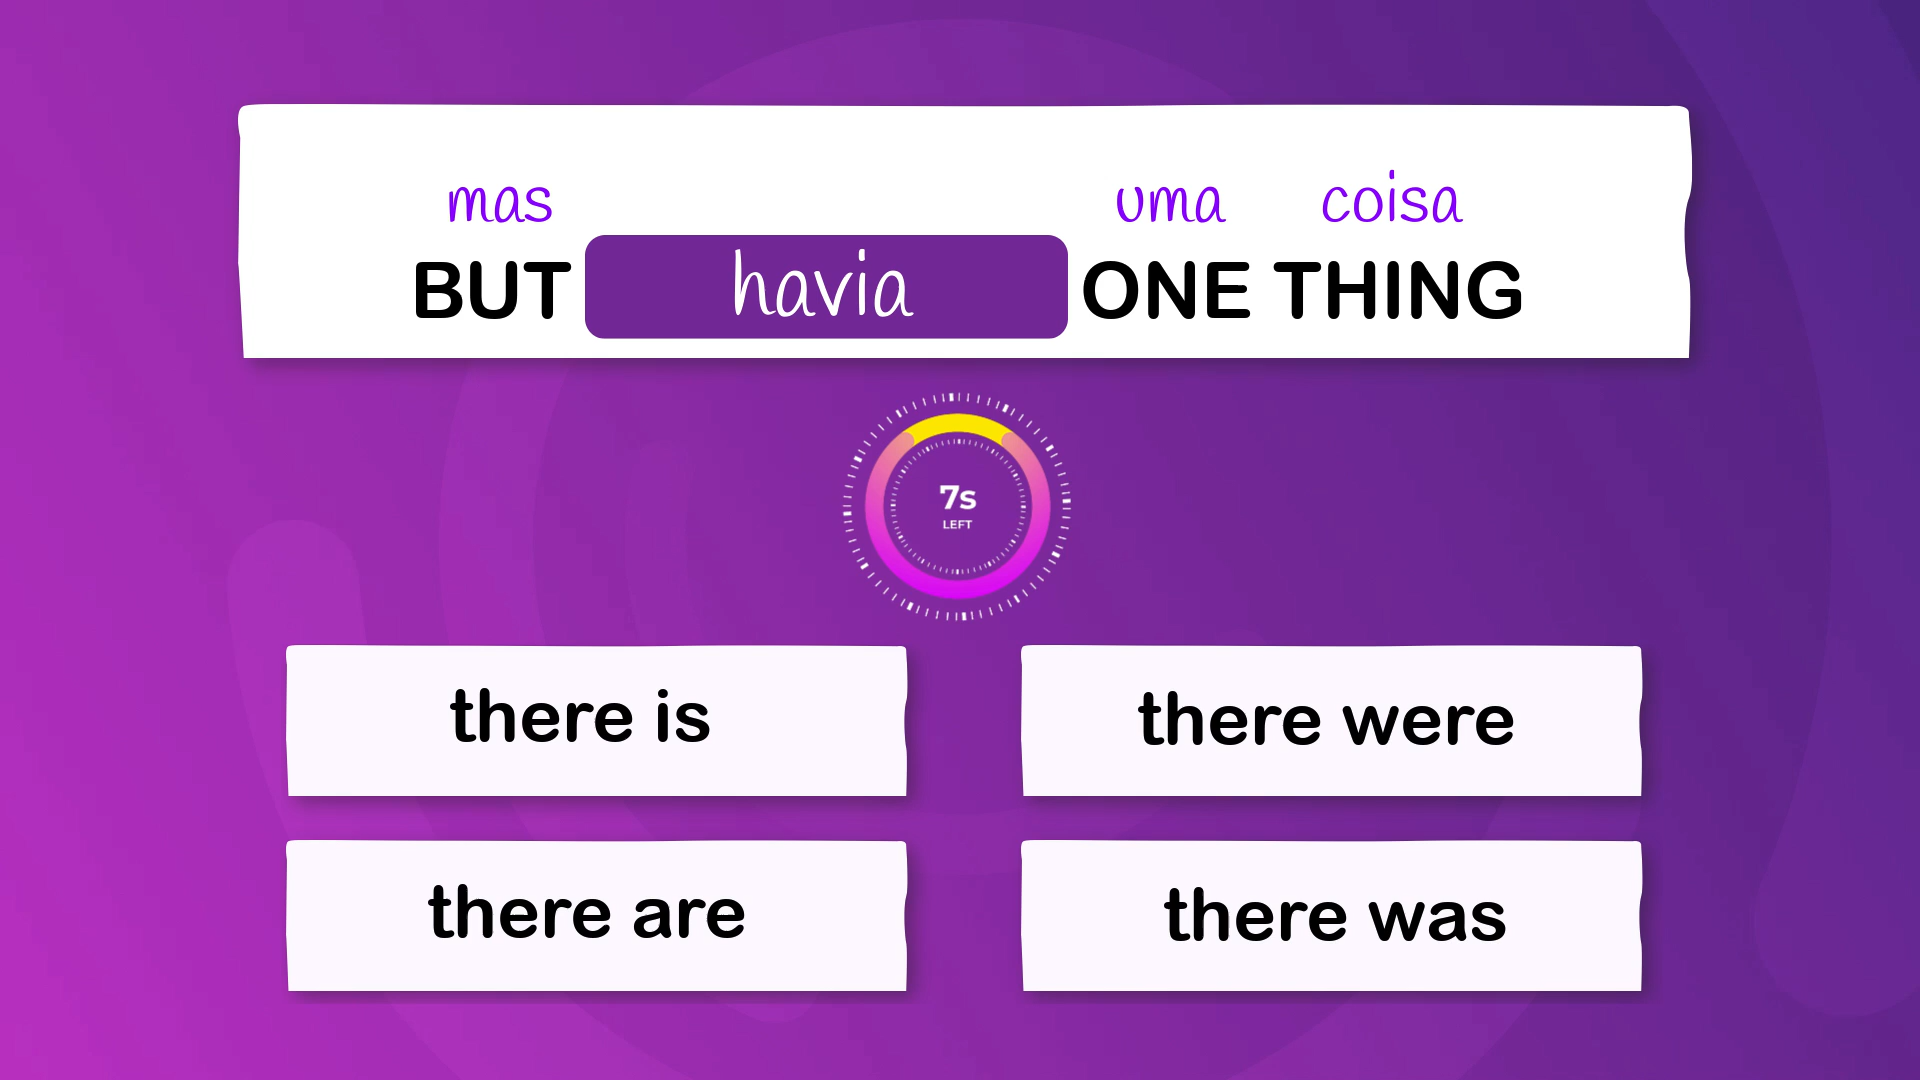 mas uma coisa
BUT havia ONE THING
7s
LEFT
there is
there were
there are
there was